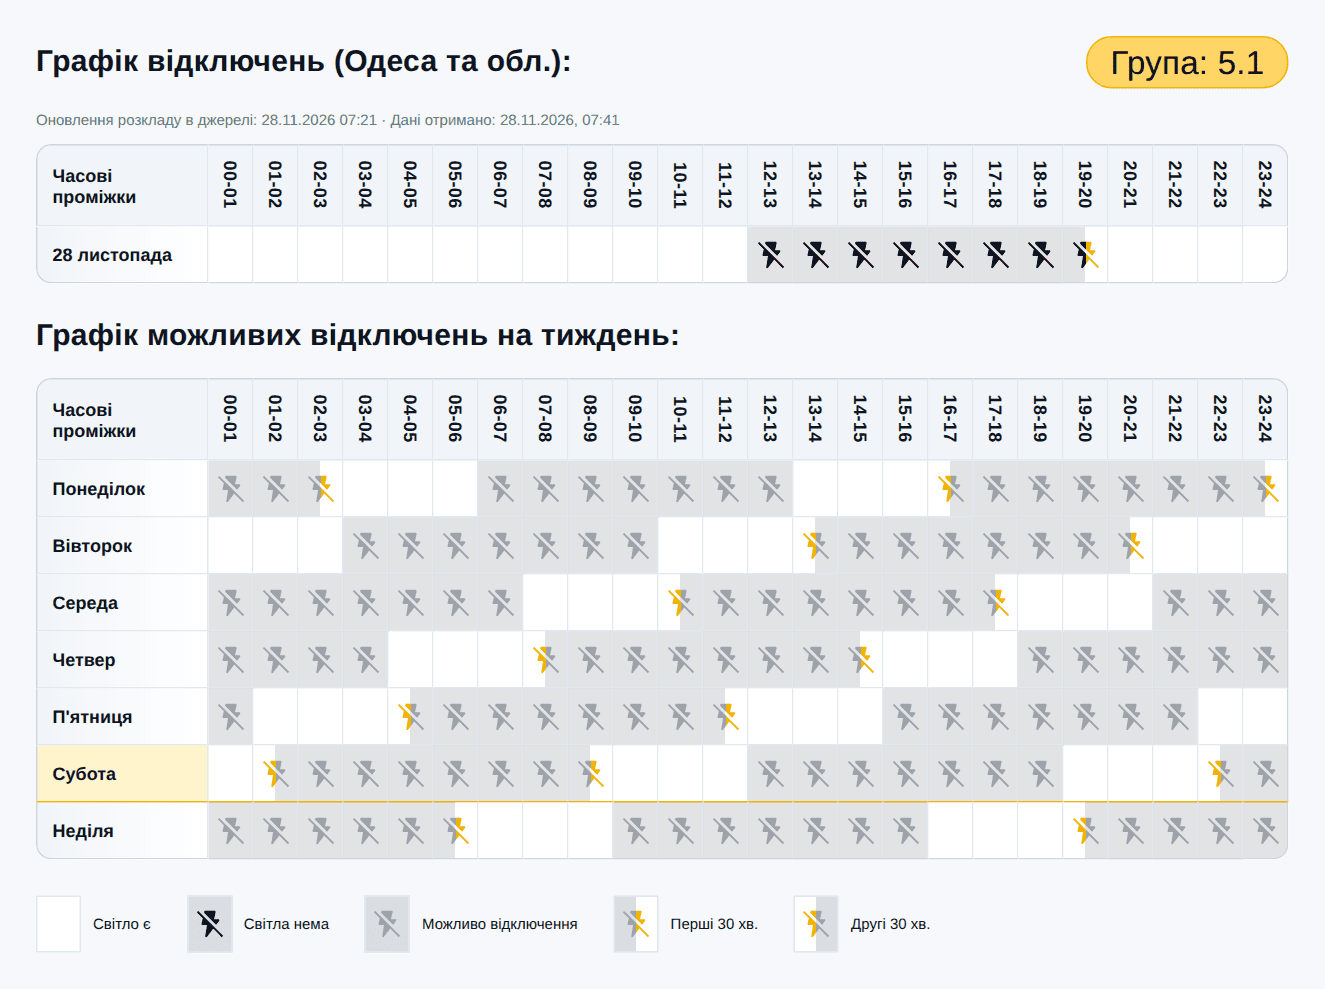 Графік відключень (Одеса та обл.):
Група: 5.1
Оновлення розкладу в джерелі: 28.11.2026 07:21 · Дані отримано: 28.11.2026, 07:41
Часові
проміжки
00-01 01-02 02-03 03-04 04-05 05-06 06-07 07-08 08-09 09-10 10-11 11-12 12-13 13-14 14-15 15-16 16-17 17-18 18-19 19-20 20-21 21-22 22-23 23-24
28 листопада
Графік можливих відключень на тиждень:
Часові
проміжки
00-01 01-02 02-03 03-04 04-05 05-06 06-07 07-08 08-09 09-10 10-11 11-12 12-13 13-14 14-15 15-16 16-17 17-18 18-19 19-20 20-21 21-22 22-23 23-24
Понеділок
Вівторок
Середа
Четвер
П'ятниця
Субота
Неділя
Світло є
Світла нема
Можливо відключення
Перші 30 хв.
Другі 30 хв.